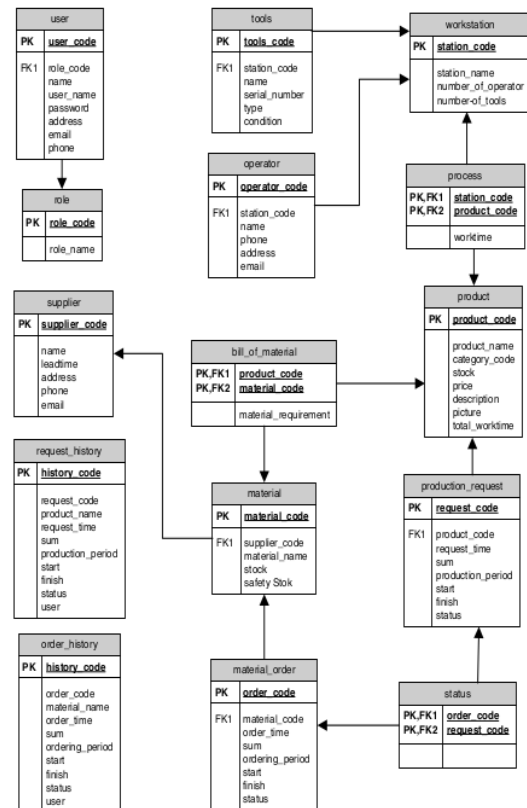 user
PK user_code
FK1 role_code
name
user_name
password
address
email
phone
role
PK role_code
role_name
tools
PK tools_code
FK1 station_code
name
serial_number
type
condition
workstation
PK station_code
station_name
number_of_operator
number-of_tools
operator
PK operator_code
FK1 station_code
name
phone
address
email
process
PK,FK1 station_code
PK,FK2 product_code
worktime
supplier
PK supplier_code
name
leadtime
address
phone
email
bill_of_material
PK,FK1 product_code
PK,FK2 material_code
material_requirement
product
PK product_code
product_name
category_code
stock
price
description
picture
total_worktime
request_history
PK history_code
request_code
product_name
request_time
sum
production_period
start
finish
status
user
material
PK material_code
FK1 supplier_code
material_name
stock
safety Stok
production_request
PK request_code
FK1 product_code
request_time
sum
production_period
start
finish
status
order_history
PK history_code
order_code
material_name
order_time
sum
ordering_period
start
finish
status
user
material_order
PK order_code
FK1 material_code
order_time
sum
ordering_period
start
finish
status
status
PK,FK1 order_code
PK,FK2 request_code